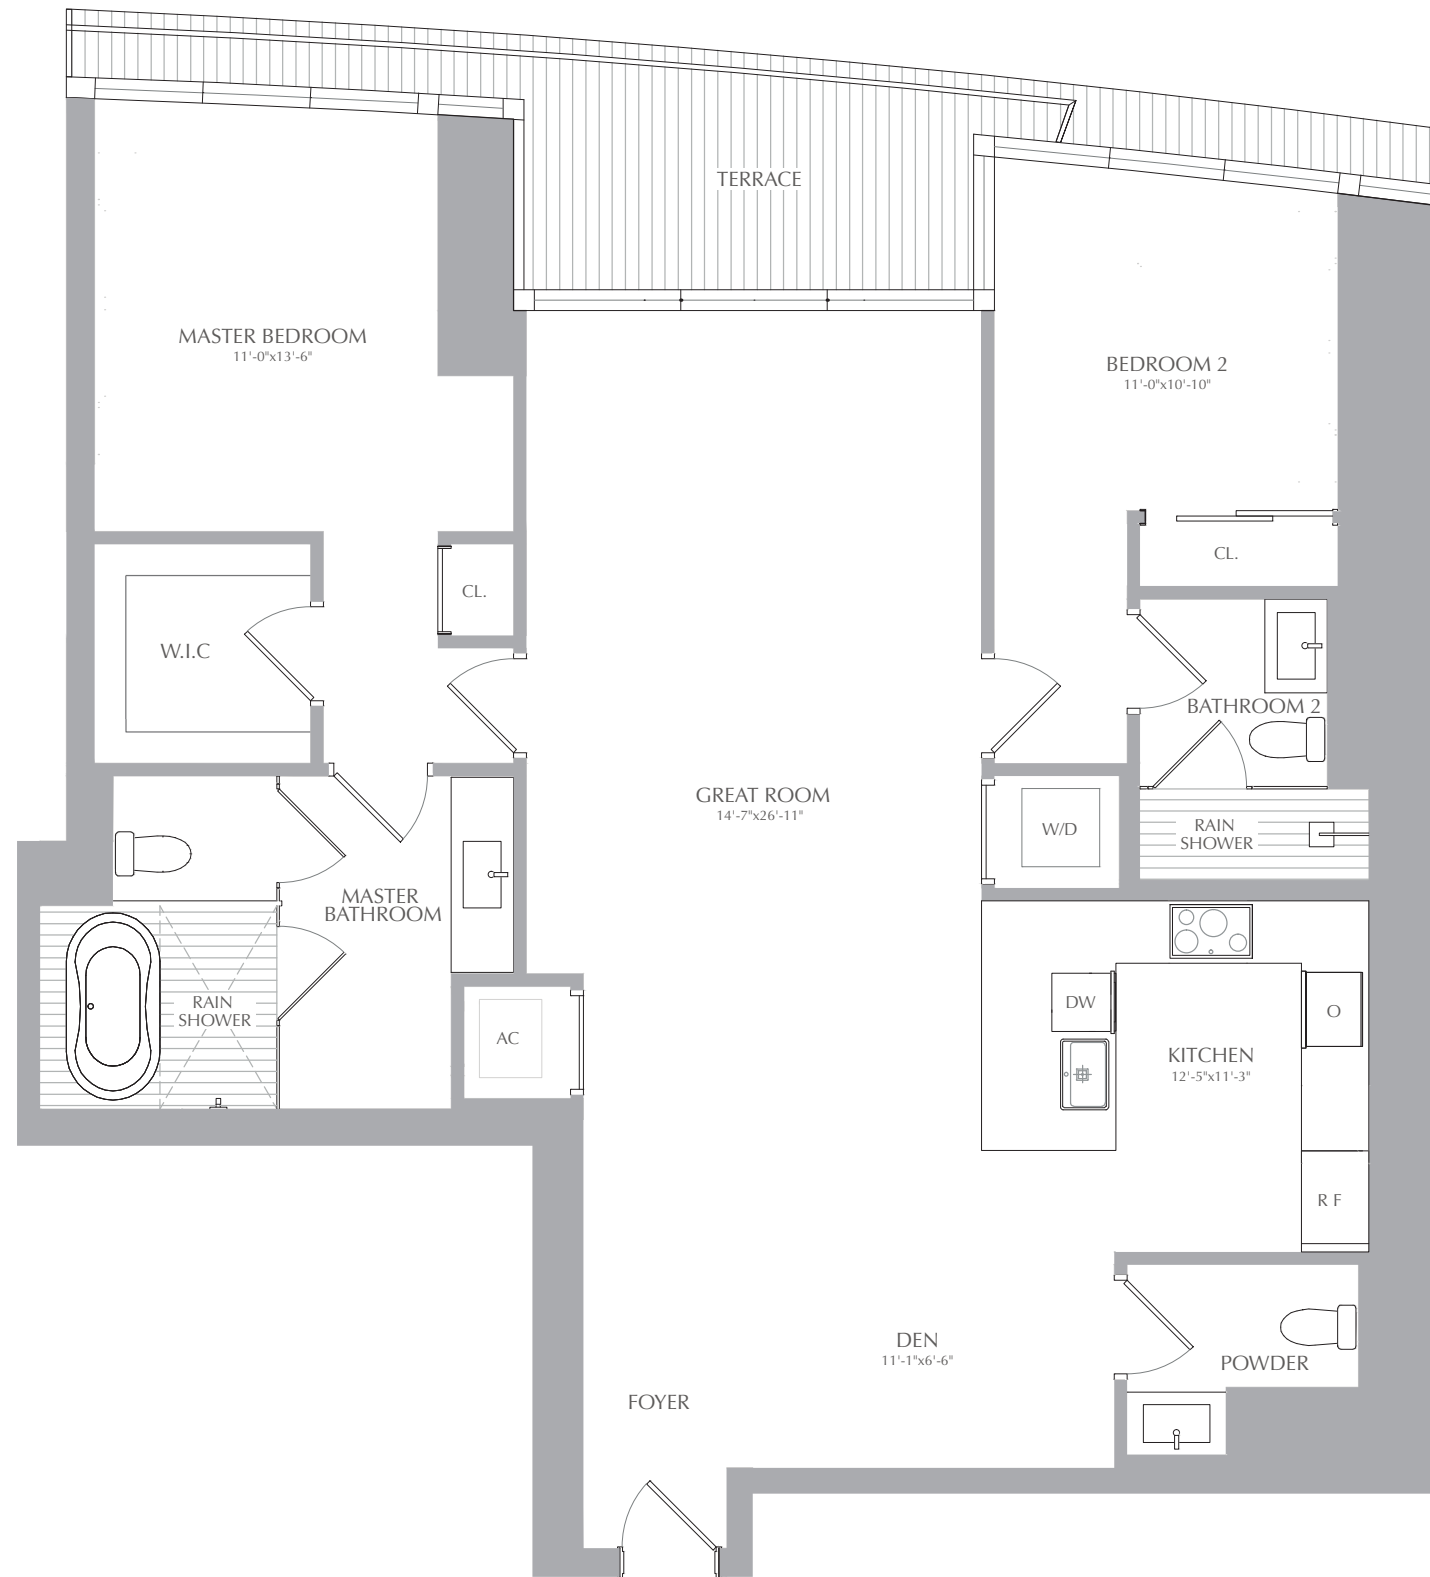 TERRACE
MASTER BEDROOM
11'-0"x13'-6"
BEDROOM 2
11'-0"x10'-10"
CL.
CL.
W.I.C
BATHROOM 2
GREAT ROOM
14'-7"x26'-11"
W/D
RAIN
SHOWER
MASTER
BATHROOM
RAIN
SHOWER
AC
DW
O
KITCHEN
12'-5"x11'-3"
R F
DEN
11'-1"x6'-6"
POWDER
FOYER